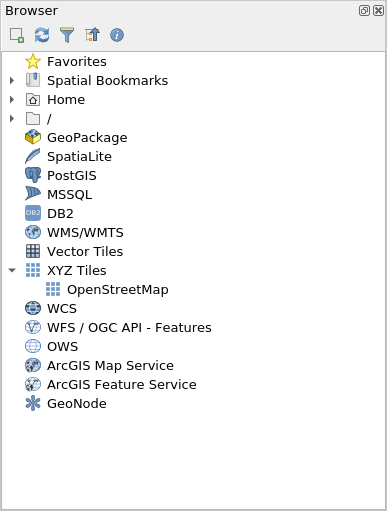 Browser
Favorites
Spatial Bookmarks
Home
/
GeoPackage
SpatiaLite
PostGIS
MSSQL
DB2
DB2
WMS/WMTS
Vector Tiles
XYZ Tiles
OpenStreetMap
WCS
WFS / OGC API - Features
OWS
ArcGIS Map Service
ArcGIS Feature Service
GeoNode